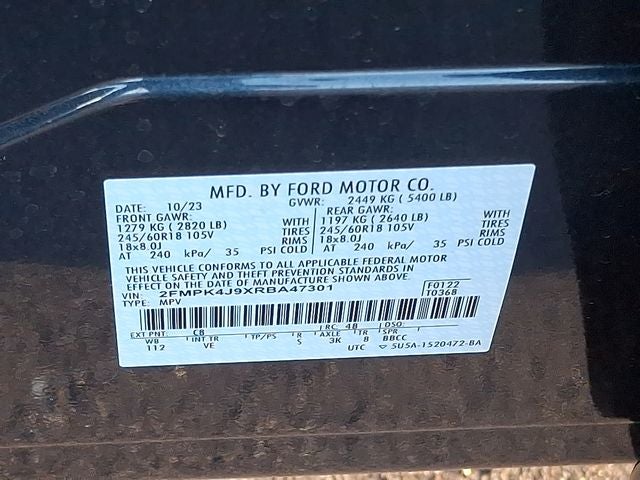 MFD. BY FORD MOTOR CO.
DATE: 10/23 GVWR: 2449 KG ( 5400 LB)
FRONT GAWR: REAR GAWR:
1279 KG ( 2820 LB) WITH 1197 KG ( 2640 LB) WITH
245/60R18 105V TIRES 245/60R18 105V TIRES
18x8.0J RIMS 18x8.0J RIMS
AT 240 kPa/ 35 PSI COLD AT 240 kPa/ 35 PSI COLD
THIS VEHICLE CONFORMS TO ALL APPLICABLE FEDERAL MOTOR
VEHICLE SAFETY AND THEFT PREVENTION STANDARDS IN
EFFECT ON THE DATE OF MANUFACTURE SHOWN ABOVE.
VIN: 2FMPK4J9XRBA47301 F0122
TYPE: MPV T0368
EXT PNT: C8 RC: 48 DSO:
WB INT TR TP/PS R AXLE TR SPR
112 VE S 3K 8 BBCC
UTC ▽ 5U5A-1520472-BA